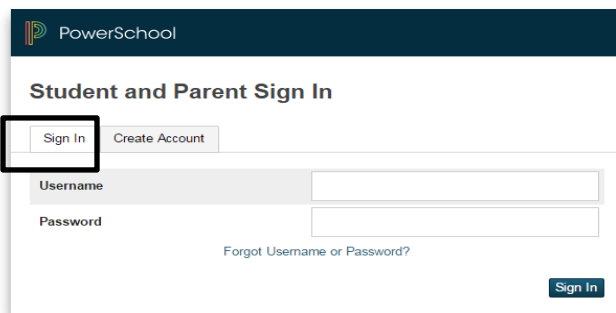 PowerSchool
Student and Parent Sign In
Sign In Create Account
Username
Password
Forgot Username or Password?
Sign In